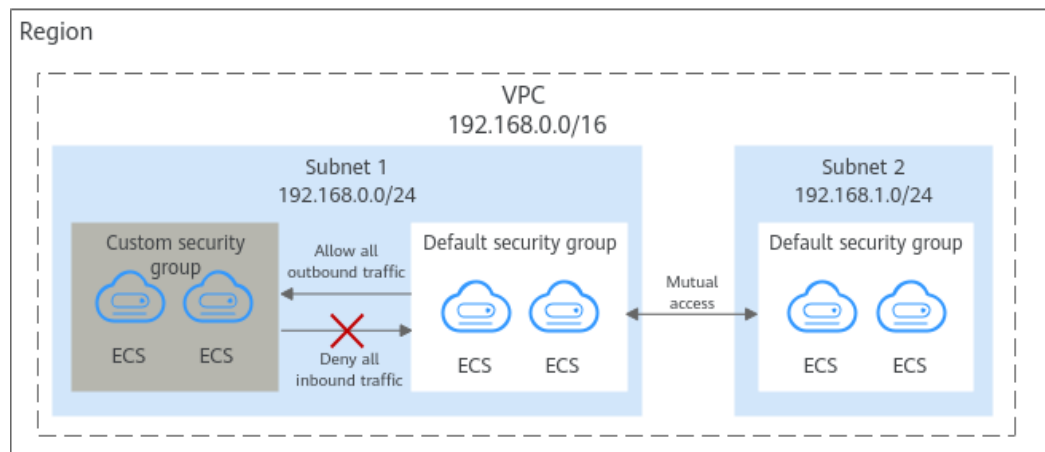 Region
VPC
192.168.0.0/16
Subnet 1
192.168.0.0/24
Custom security
group
ECS
ECS
Allow all
outbound traffic
Deny all
inbound traffic
Default security group
ECS
ECS
Mutual
access
Subnet 2
192.168.1.0/24
Default security group
ECS
ECS